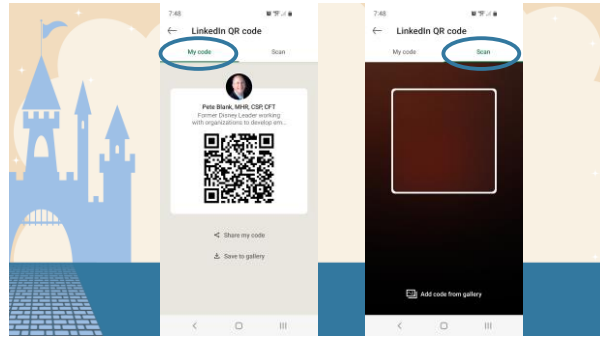 7:48
LinkedIn QR code
My code
Scan
Pete Blank, MHR, CSP, CFT
Former Disney Leader working
with organizations to develop em...
Share my code
Save to gallery
7:48
LinkedIn QR code
My code
Scan
Add code from gallery